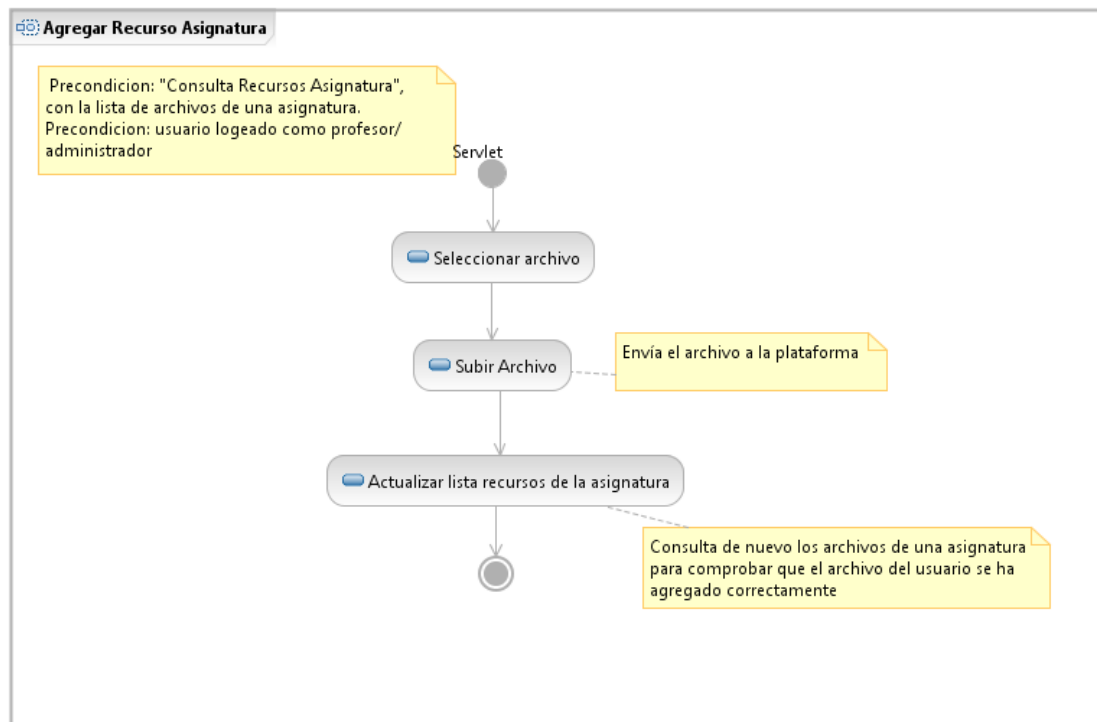 Agregar Recurso Asignatura
Precondicion: "Consulta Recursos Asignatura",
con la lista de archivos de una asignatura.
Precondicion: usuario logeado como profesor/
administrador
Servlet
Seleccionar archivo
Subir Archivo
Envía el archivo a la plataforma
Actualizar lista recursos de la asignatura
Consulta de nuevo los archivos de una asignatura
para comprobar que el archivo del usuario se ha
agregado correctamente